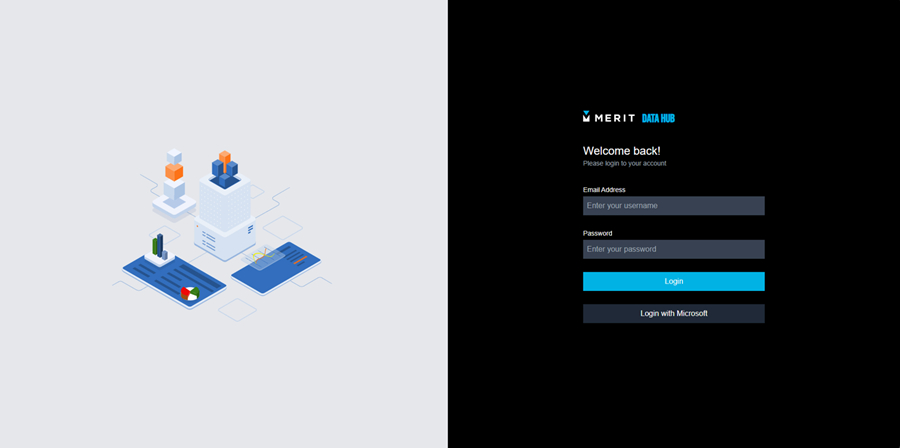 MERIT DATA HUB
Welcome back!
Please login to your account
Email Address
Enter your username
Password
Enter your password
Login
Login with Microsoft